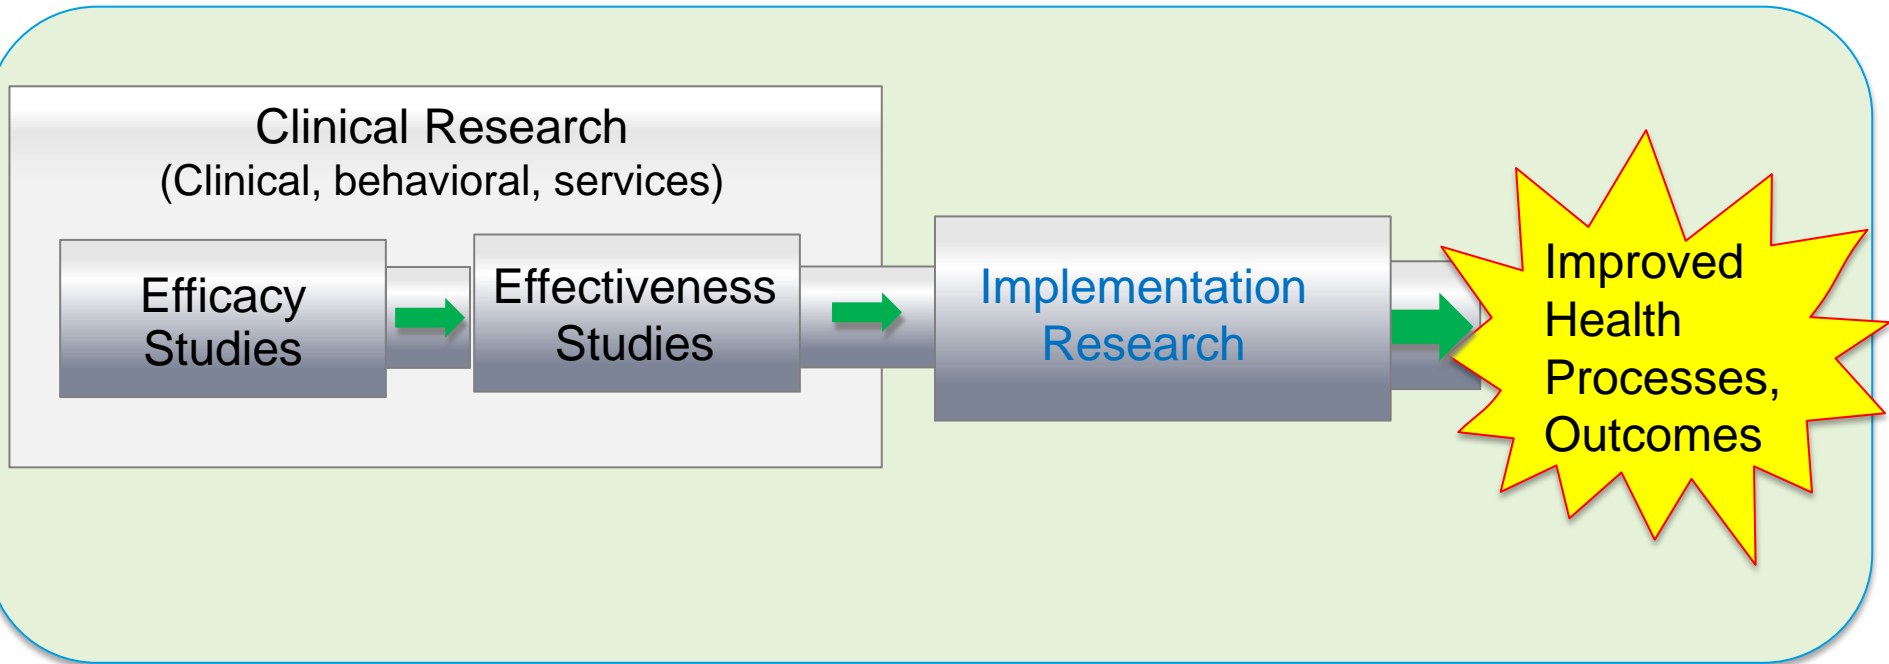 Clinical Research
(Clinical, behavioral, services)
Efficacy
Studies
Effectiveness
Studies
Implementation
Research
Improved
Health
Processes,
Outcomes